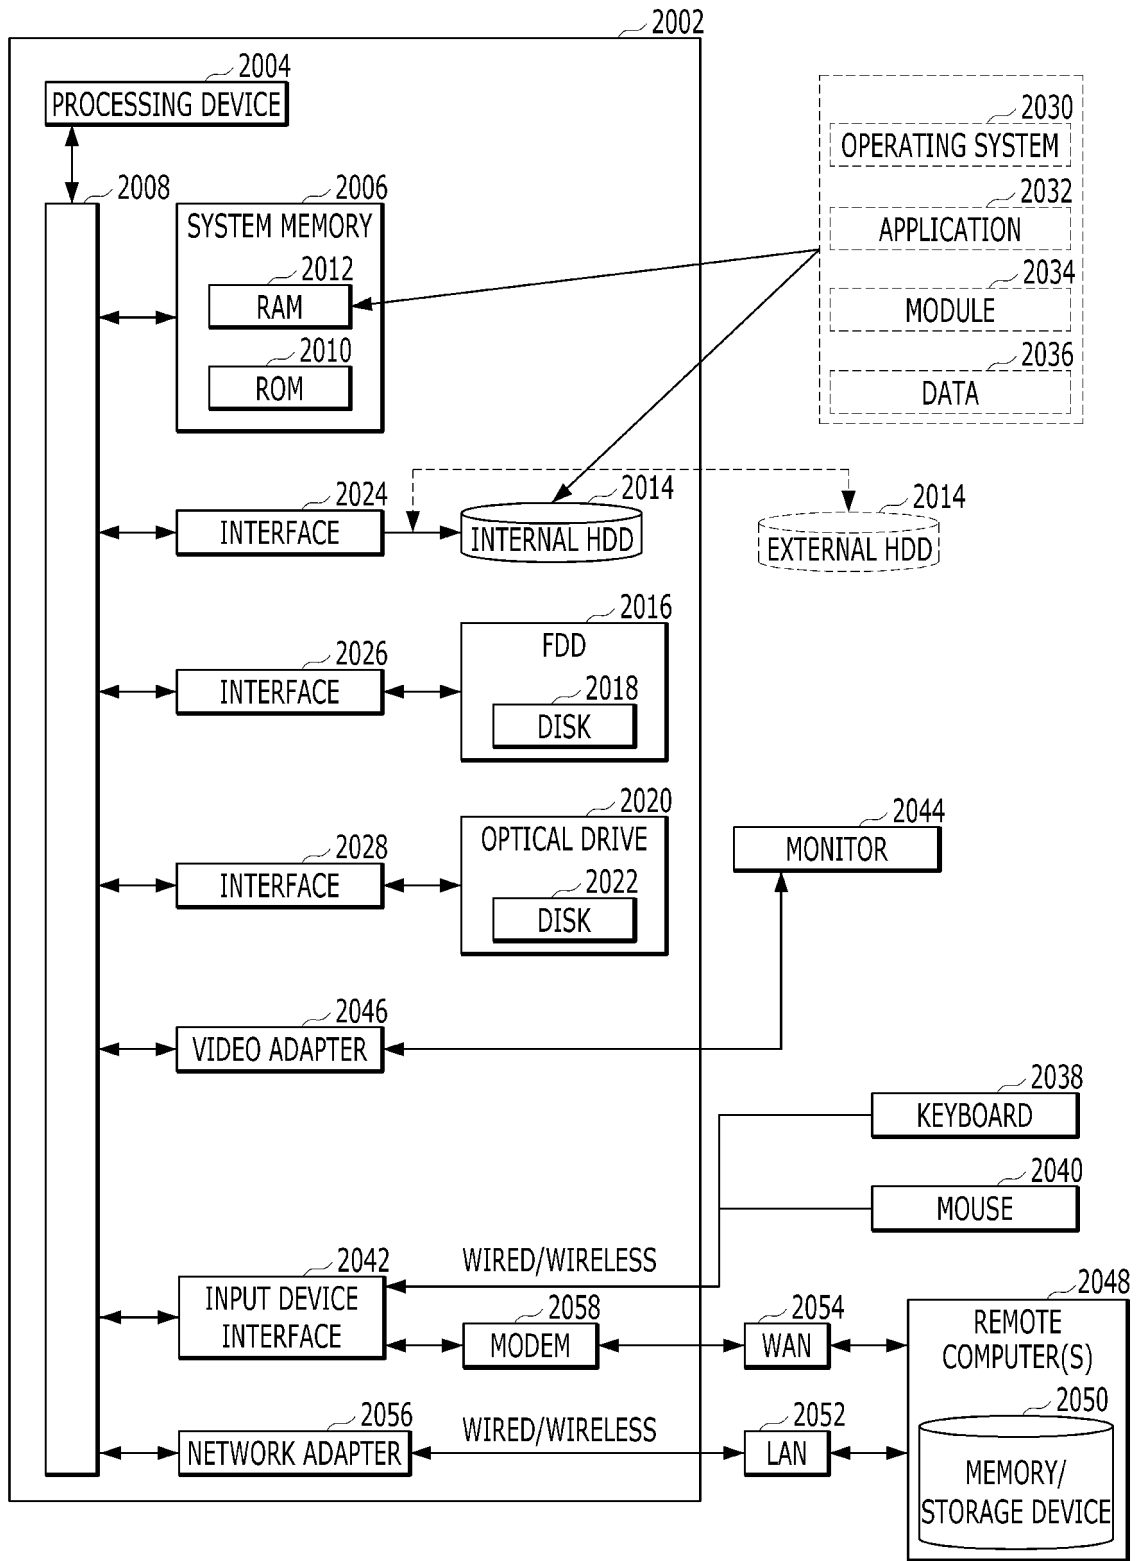 2002
2004
PROCESSING DEVICE
2008
2006
SYSTEM MEMORY
2012
RAM
2010
ROM
2030
OPERATING SYSTEM
2032
APPLICATION
2034
MODULE
2036
DATA
2024
INTERFACE
2014
INTERNAL HDD
2014
EXTERNAL HDD
2016
FDD
2026
INTERFACE
2018
DISK
2020
OPTICAL DRIVE
2028
INTERFACE
2022
DISK
2044
MONITOR
2046
VIDEO ADAPTER
2038
KEYBOARD
2040
MOUSE
WIRED/WIRELESS
2042
INPUT DEVICE
INTERFACE
2058
MODEM
2054
WAN
2048
REMOTE
COMPUTER(S)
2056
NETWORK ADAPTER
WIRED/WIRELESS
2052
LAN
2050
MEMORY/
STORAGE DEVICE